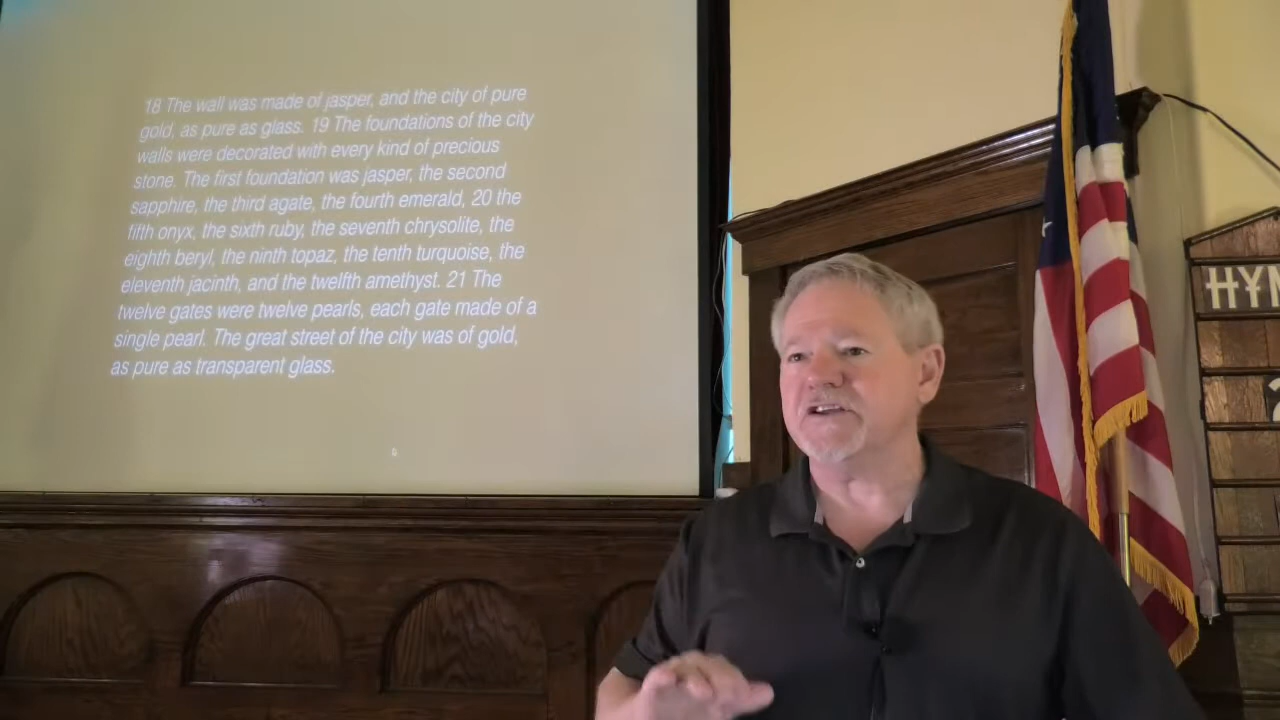 18 The wall was made of jasper, and the city of pure
gold, as pure as glass. 19 The foundations of the city
walls were decorated with every kind of precious
stone. The first foundation was jasper, the second
sapphire, the third agate, the fourth emerald, 20 the
fifth onyx, the sixth ruby, the seventh chrysolite, the
eighth beryl, the ninth topaz, the tenth turquoise, the
eleventh jacinth, and the twelfth amethyst. 21 The
twelve gates were twelve pearls, each gate made of a
single pearl. The great street of the city was of gold,
as pure as transparent glass.
HYM